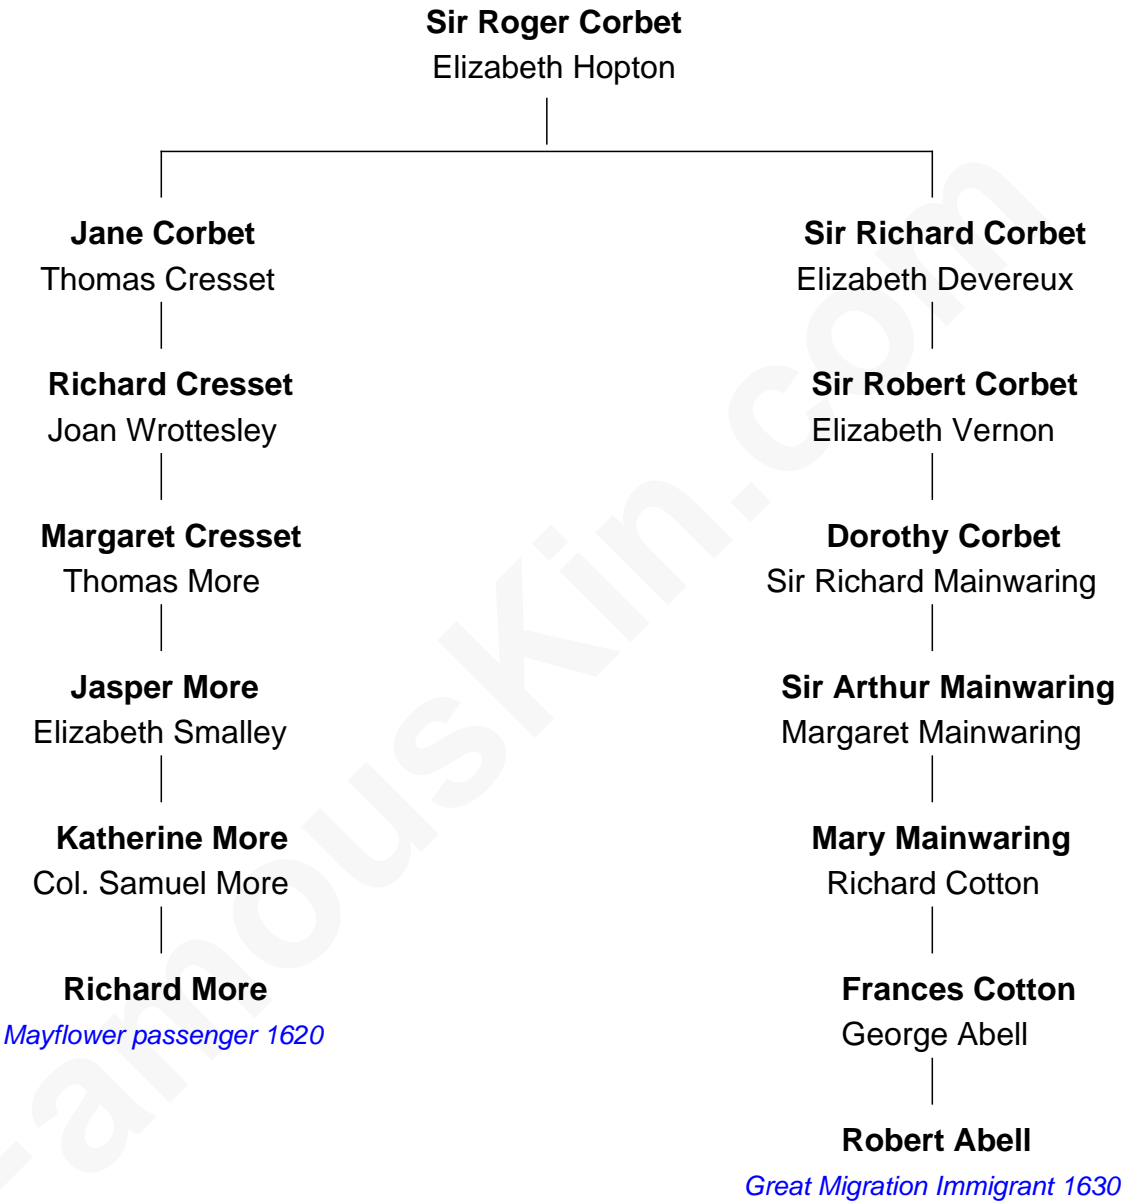 Sir Roger Corbet
Elizabeth Hopton
Jane Corbet
Thomas Cresset
Richard Cresset
Joan Wrottesley
Margaret Cresset
Thomas More
Jasper More
Elizabeth Smalley
Katherine More
Col. Samuel More
Richard More
Mayflower passenger 1620
Sir Richard Corbet
Elizabeth Devereux
Sir Robert Corbet
Elizabeth Vernon
Dorothy Corbet
Sir Richard Mainwaring
Sir Arthur Mainwaring
Margaret Mainwaring
Mary Mainwaring
Richard Cotton
Frances Cotton
George Abell
Robert Abell
Great Migration Immigrant 1630
FamousKin.com